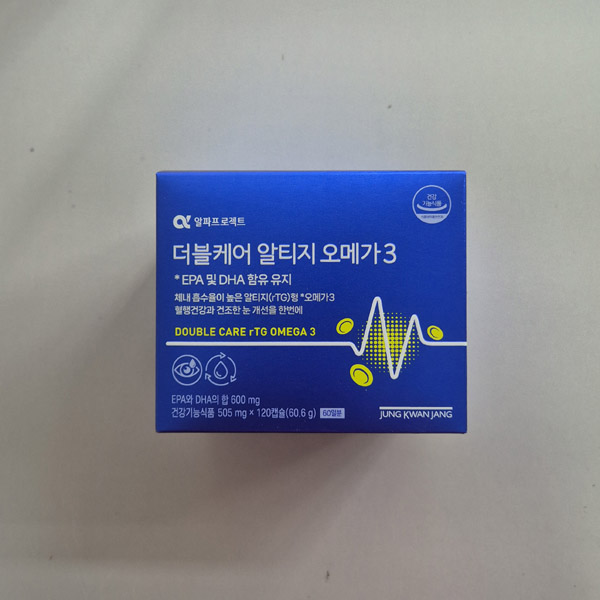 알파프로젝트
건강
기능식품
더블케어 알티지 오메가 3
* EPA 및 DHA 함유 유지
체내 흡수율이 높은 알티지(rTG)형 *오메가3
혈행건강과 건조한 눈 개선을 한번에
DOUBLE CARE rTG OMEGA 3
EPA와 DHA의 합 600 mg
건강기능식품 505 mg × 120캡슐(60.6 g) 60일분
JUNG KWAN JANG